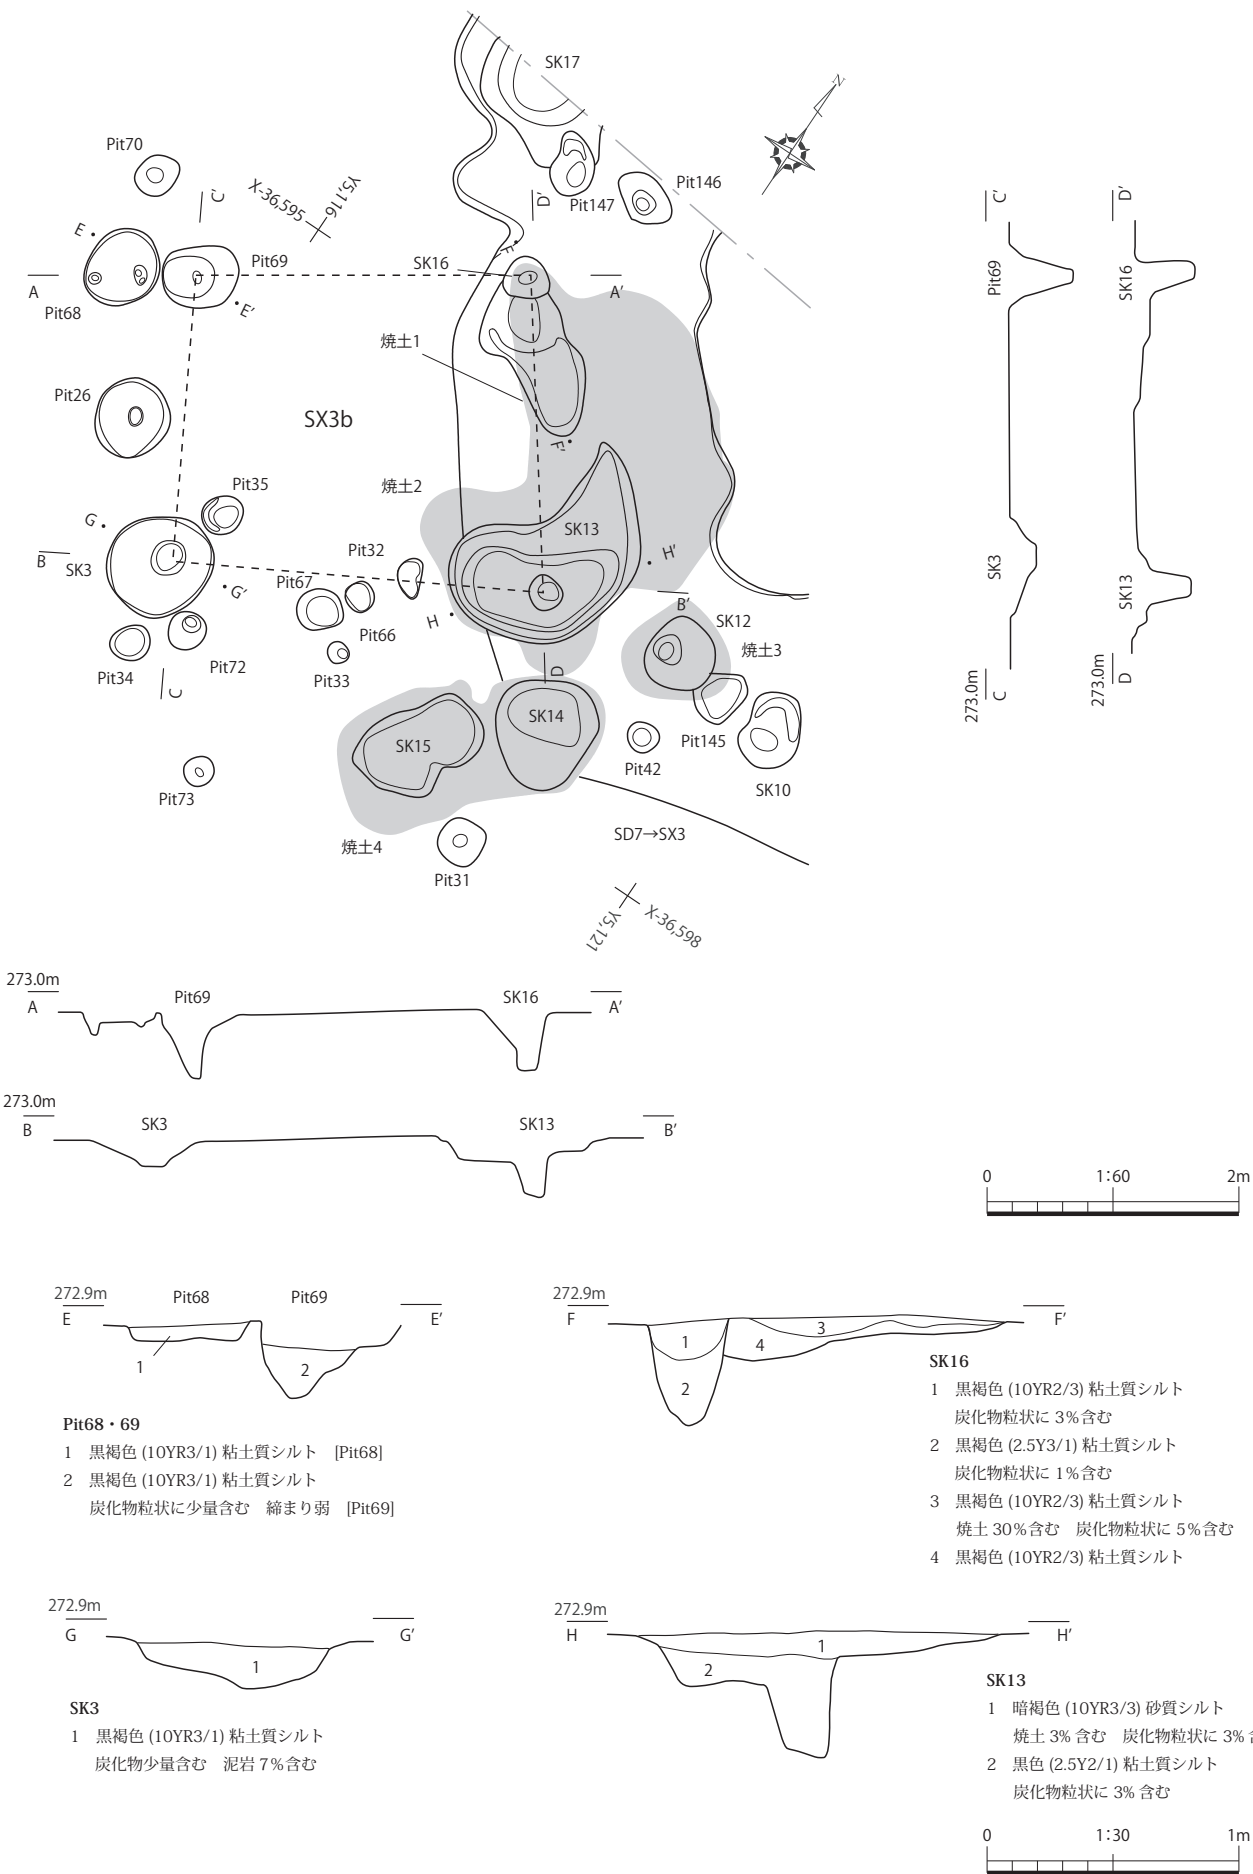 SK17
N
Pit70
C'
X-36,595
Y5,116
D'
Pit147
Pit146
E
Pit69
SK16
F
A
A'
Pit68
E'
焼土1
Pit26
SX3b
F'
焼土2
Pit35
G
SK13
B
SK3
Pit32
H'
Pit67
G'
B'
H
SK12
Pit66
焼土3
Pit34
Pit72
Pit33
D
C
SK14
SK15
Pit145
Pit42
Pit73
SK10
SD7→SX3
焼土4
Pit31
Y5,121
X-36,598
C'
D'
Pit69
SK16
SK3
SK13
273.0m
C
273.0m
D
273.0m
A
Pit69
SK16
A'
273.0m
B
SK3
SK13
B'
0 1:60 2m
272.9m
E
Pit68
Pit69
E'
1
2
Pit68・69
1 黒褐色 (10YR3/1) 粘土質シルト [Pit68]
2 黒褐色 (10YR3/1) 粘土質シルト
炭化物粒状に少量含む 締まり弱 [Pit69]
272.9m
F
F'
1
2
3
4
SK16
1 黒褐色 (10YR2/3) 粘土質シルト
炭化物粒状に 3%含む
2 黒褐色 (2.5Y3/1) 粘土質シルト
炭化物粒状に 1%含む
3 黒褐色 (10YR2/3) 粘土質シルト
焼土 30%含む 炭化物粒状に 5%含む
4 黒褐色 (10YR2/3) 粘土質シルト
272.9m
G
G'
1
SK3
1 黒褐色 (10YR3/1) 粘土質シルト
炭化物少量含む 泥岩 7%含む
272.9m
H
H'
1
2
SK13
1 暗褐色 (10YR3/3) 砂質シルト
焼土 3% 含む 炭化物粒状に 3%
2 黒色 (2.5Y2/1) 粘土質シルト
炭化物粒状に 3% 含む
0 1:30 1m